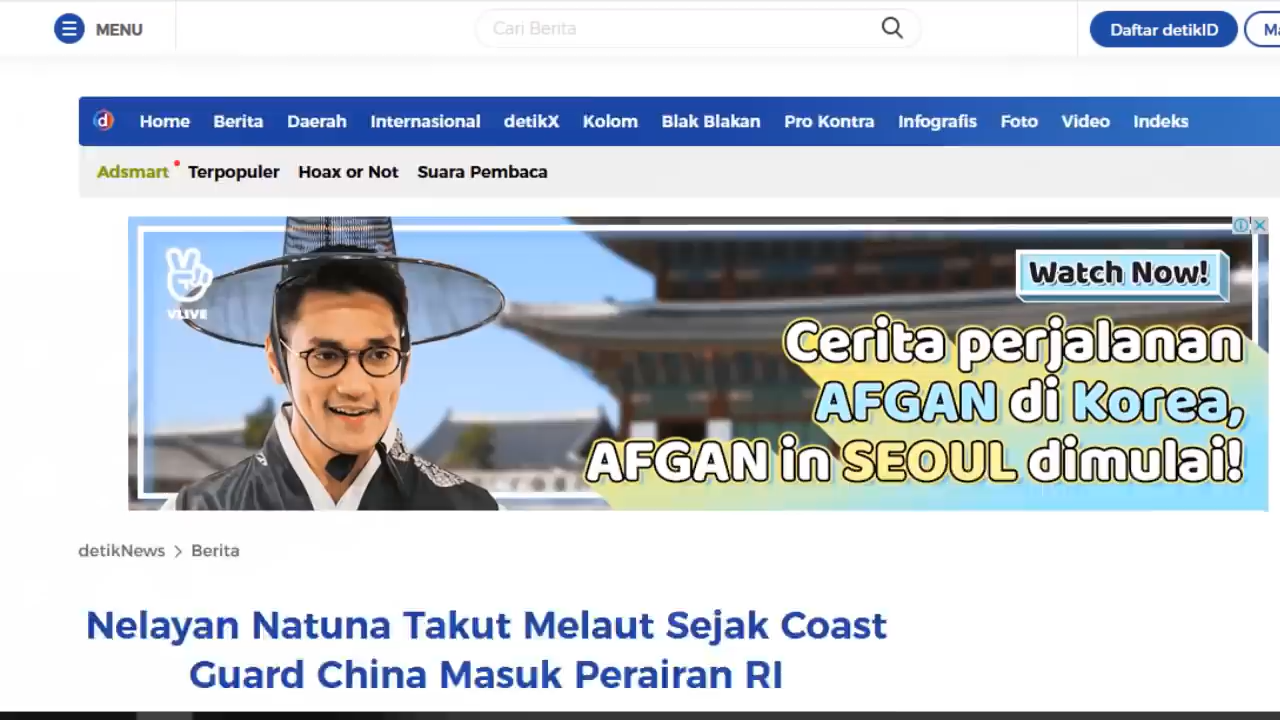 MENU
Cari Berita
Daftar detikID
Ma
d Home Berita Daerah Internasional detikX Kolom Blak Blakan Pro Kontra Infografis Foto Video Indeks
Adsmart Terpopuler Hoax or Not Suara Pembaca
VLIVE
Watch Now!
Cerita perjalanan
AFGAN di Korea,
AFGAN in SEOUL dimulai!
detikNews > Berita
Nelayan Natuna Takut Melaut Sejak Coast
Guard China Masuk Perairan RI